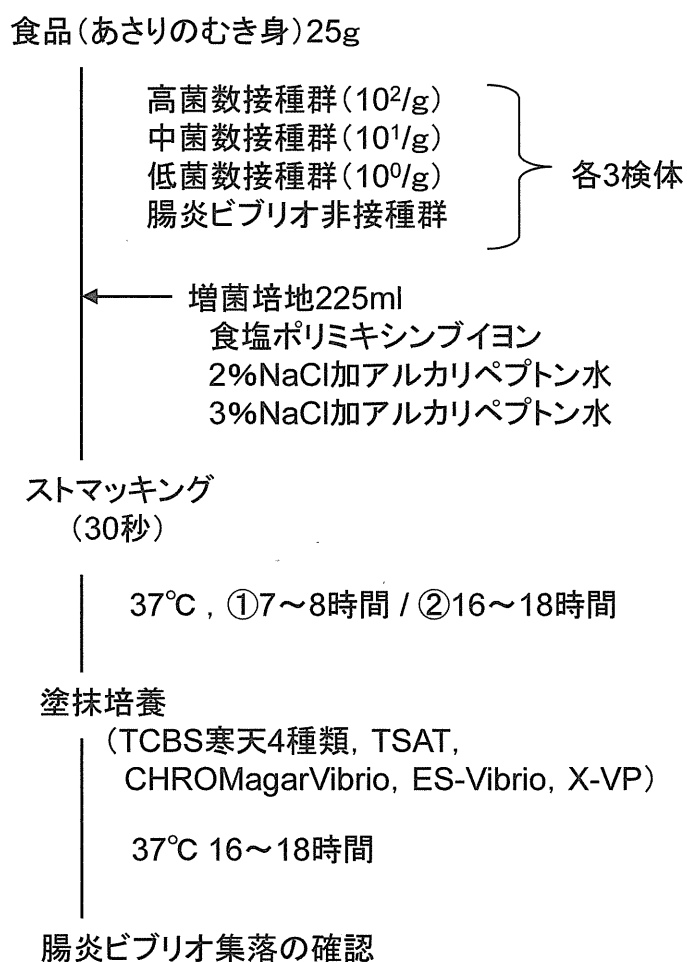 食品（あさりのむき身）25g
高菌数接種群（10²/g）
中菌数接種群（10¹/g）
低菌数接種群（10⁰/g）
腸炎ビブリオ非接種群
各3検体
増菌培地225ml
食塩ポリミキシンブイヨン
2%NaCl加アルカリペプトン水
3%NaCl加アルカリペプトン水
ストマッキング
（30秒）
37℃，①7～8時間 / ②16～18時間
塗抹培養
（TCBS寒天4種類，TSAT，
CHROMagarVibrio，ES-Vibrio，X-VP）
37℃ 16～18時間
腸炎ビブリオ集落の確認